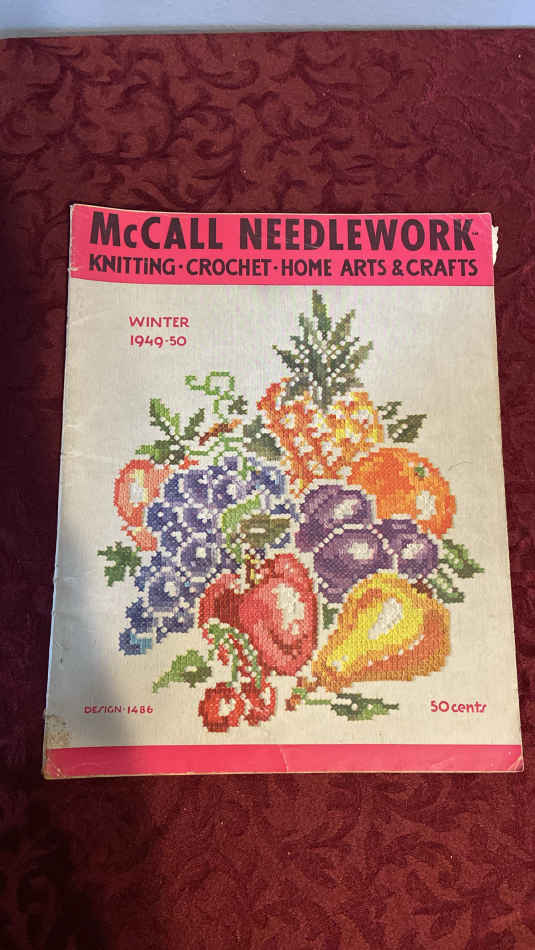 McCALL NEEDLEWORK
KNITTING · CROCHET · HOME ARTS & CRAFTS
WINTER
1949-50
DESIGN · 1486
50 cents